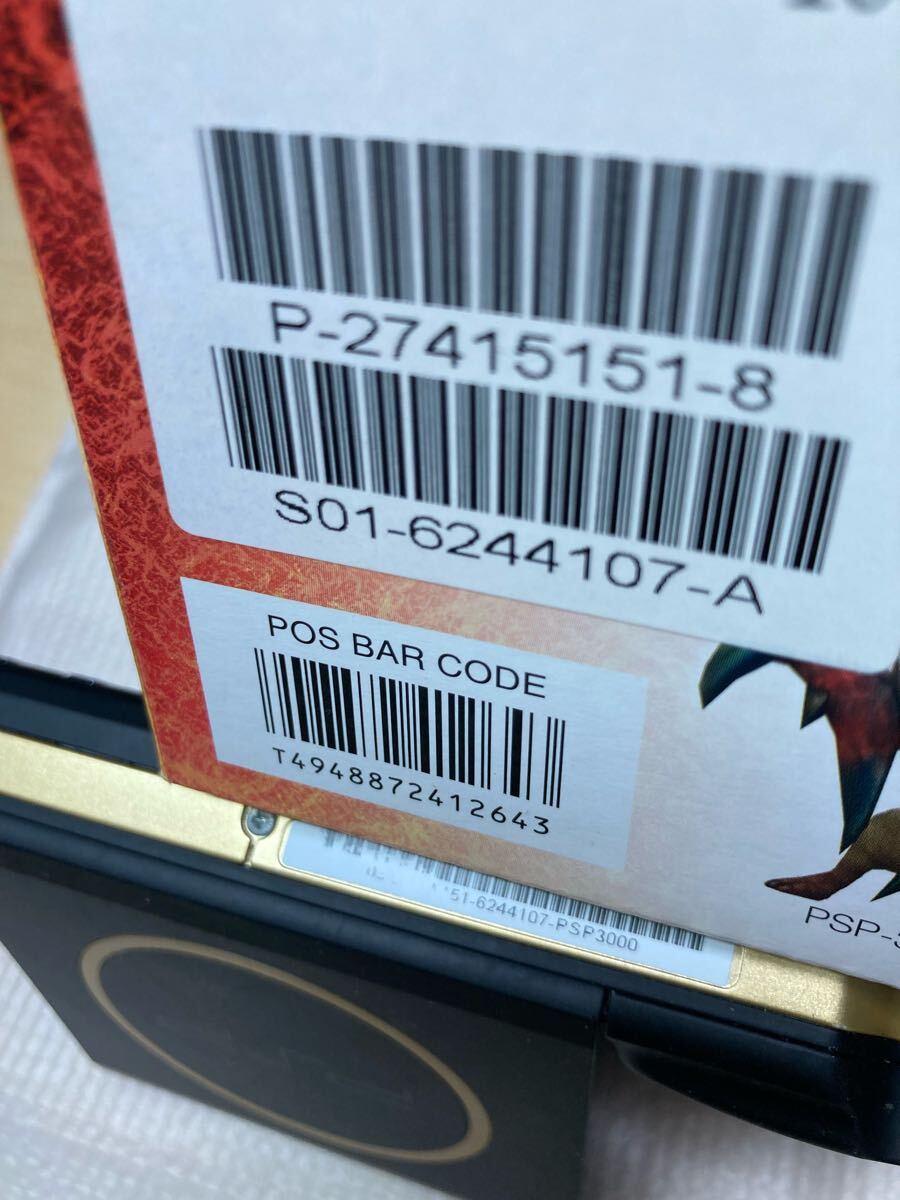 P-27415151-8
S01-6244107-A
POS BAR CODE
T4948872412643
51-6244107-PSP3000
PSP-3